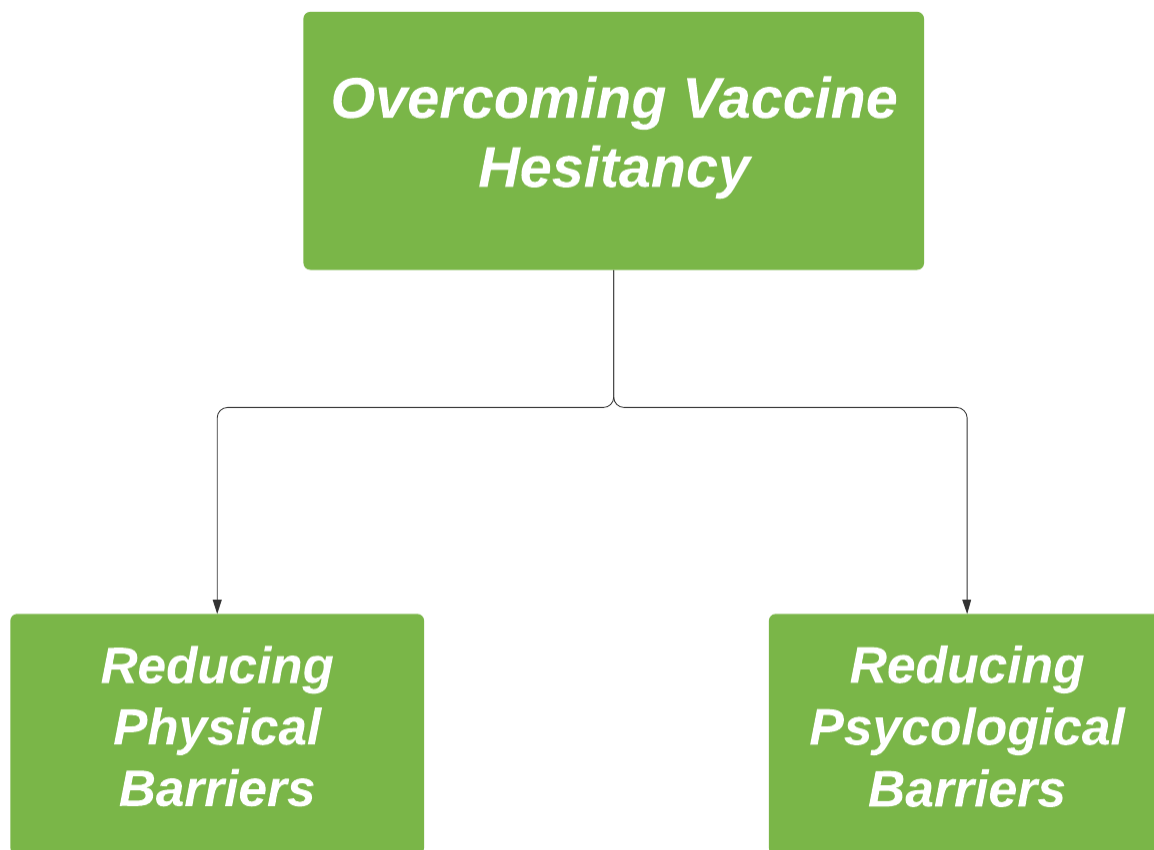 Overcoming Vaccine
Hesitancy
Reducing
Physical
Barriers
Reducing
Psycological
Barriers